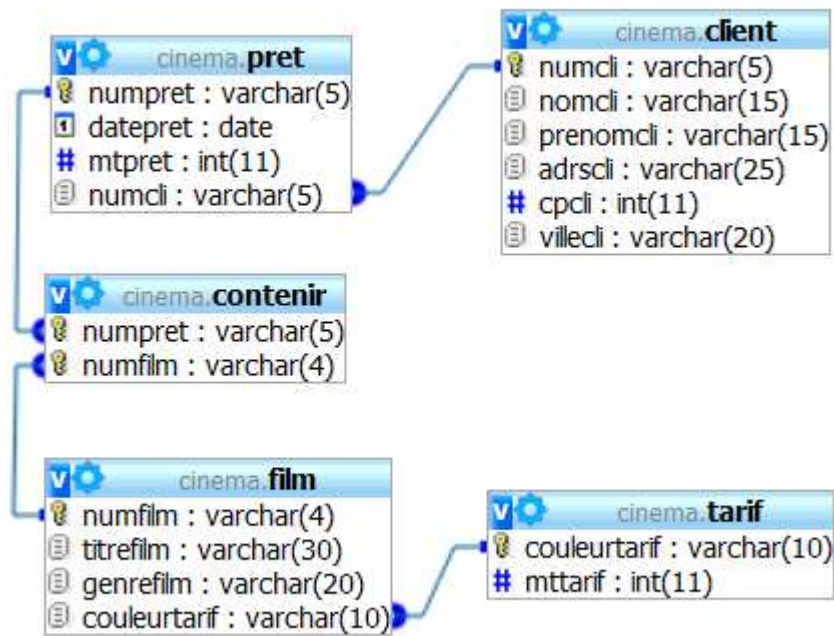 cinema.pret
numpret : varchar(5)
datepret : date
# mtpret : int(11)
numcli : varchar(5)
cinema.client
numcli : varchar(5)
nomcli : varchar(15)
prenomcli : varchar(15)
adrscli : varchar(25)
# cpcli : int(11)
villecli : varchar(20)
cinema.contenir
numpret : varchar(5)
numfilm : varchar(4)
cinema.film
numfilm : varchar(4)
titrefilm : varchar(30)
genrefilm : varchar(20)
couleurtarif : varchar(10)
cinema.tarif
couleurtarif : varchar(10)
# mttarif : int(11)